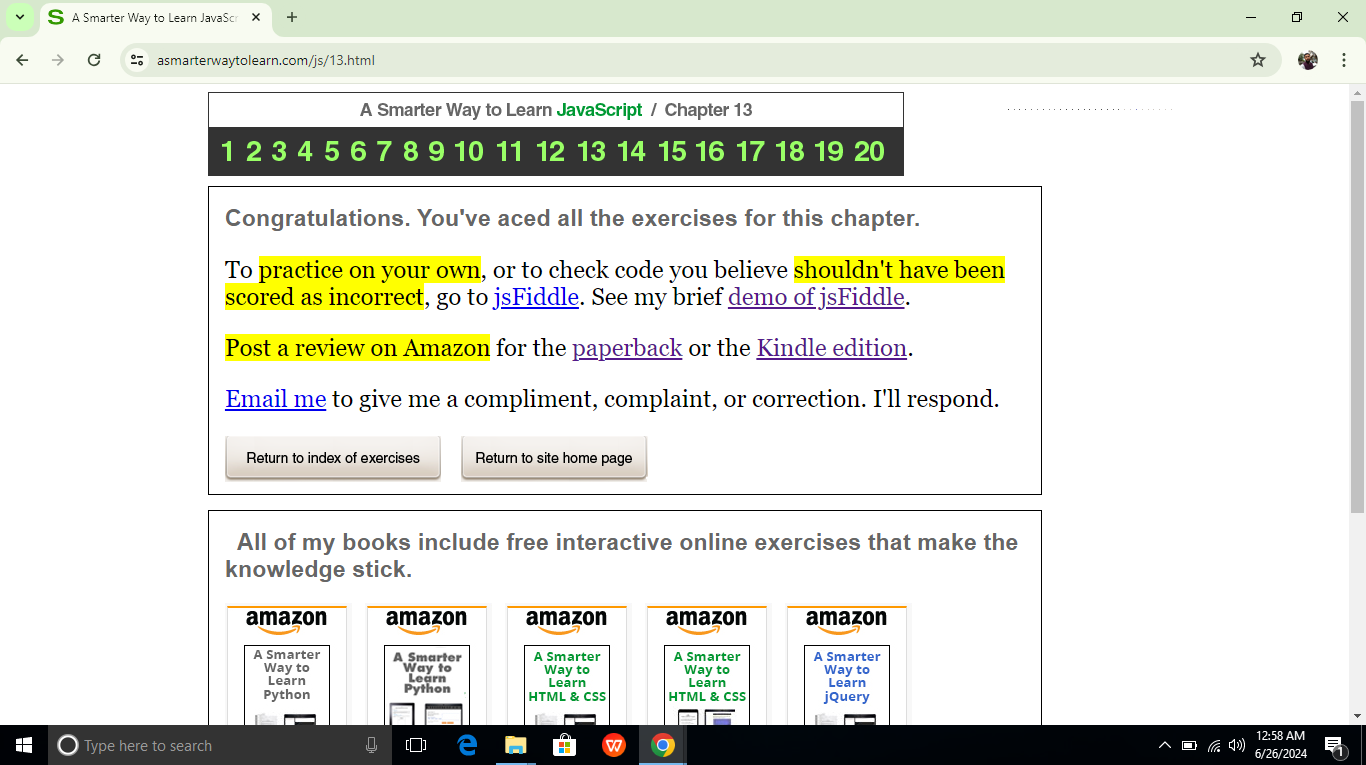 A Smarter Way to Learn JavaScr
asmarterwaytolearn.com/js/13.html
A Smarter Way to Learn JavaScript / Chapter 13
1 2 3 4 5 6 7 8 9 10 11 12 13 14 15 16 17 18 19 20
Congratulations. You've aced all the exercises for this chapter.
To practice on your own, or to check code you believe shouldn't have been
scored as incorrect, go to jsFiddle. See my brief demo of jsFiddle.
Post a review on Amazon for the paperback or the Kindle edition.
Email me to give me a compliment, complaint, or correction. I'll respond.
Return to index of exercises Return to site home page
All of my books include free interactive online exercises that make the
knowledge stick.
amazon amazon amazon amazon amazon
A Smarter A Smarter A Smarter A Smarter A Smarter
Way to Way to Way to Way to Way to
Learn Learn Learn Learn Learn
Python Python HTML & CSS HTML & CSS jQuery
Type here to search
12:58 AM
6/26/2024
1